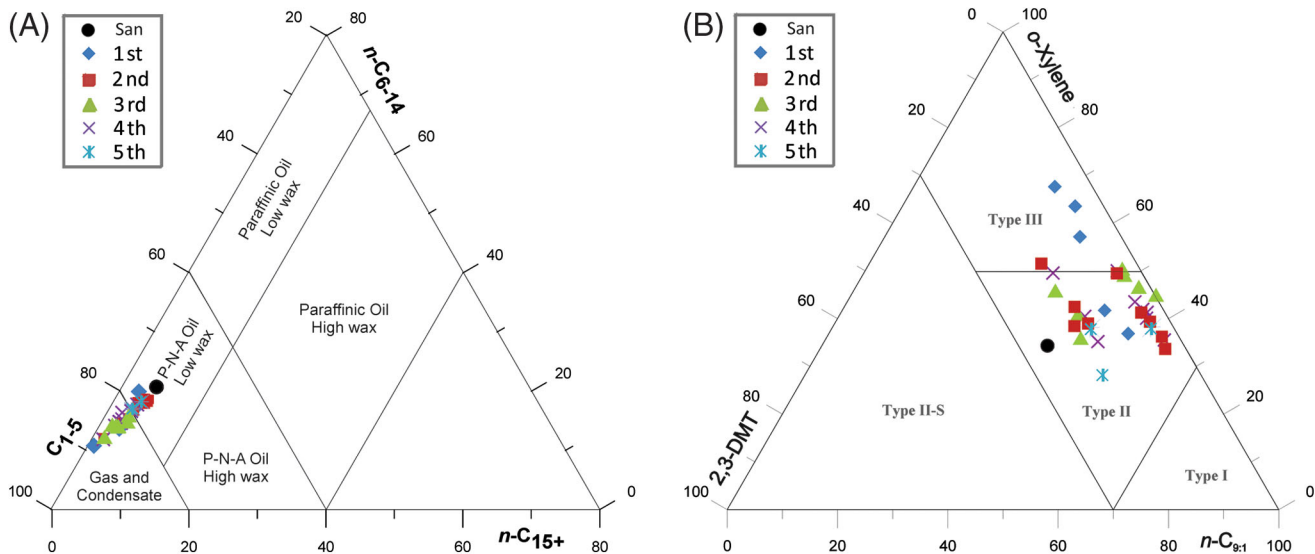 (A)
San
1st
2nd
3rd
4th
5th
20 80
n-C6-14
40 60
Paraffinic Oil
Low wax
60 40
P-N-A Oil
Low wax
Paraffinic Oil
High wax
80 20
C1-5
Gas and
Condensate
P-N-A Oil
High wax
100 0
n-C15+
0 20 40 60 80
(B)
San
1st
2nd
3rd
4th
5th
0 100
o-Xylene
20 80
Type III
40 60
60 40
Type II-S
Type II
80 20
2,3-DMT
Type I
100 0
n-C9:1
0 20 40 60 80 100